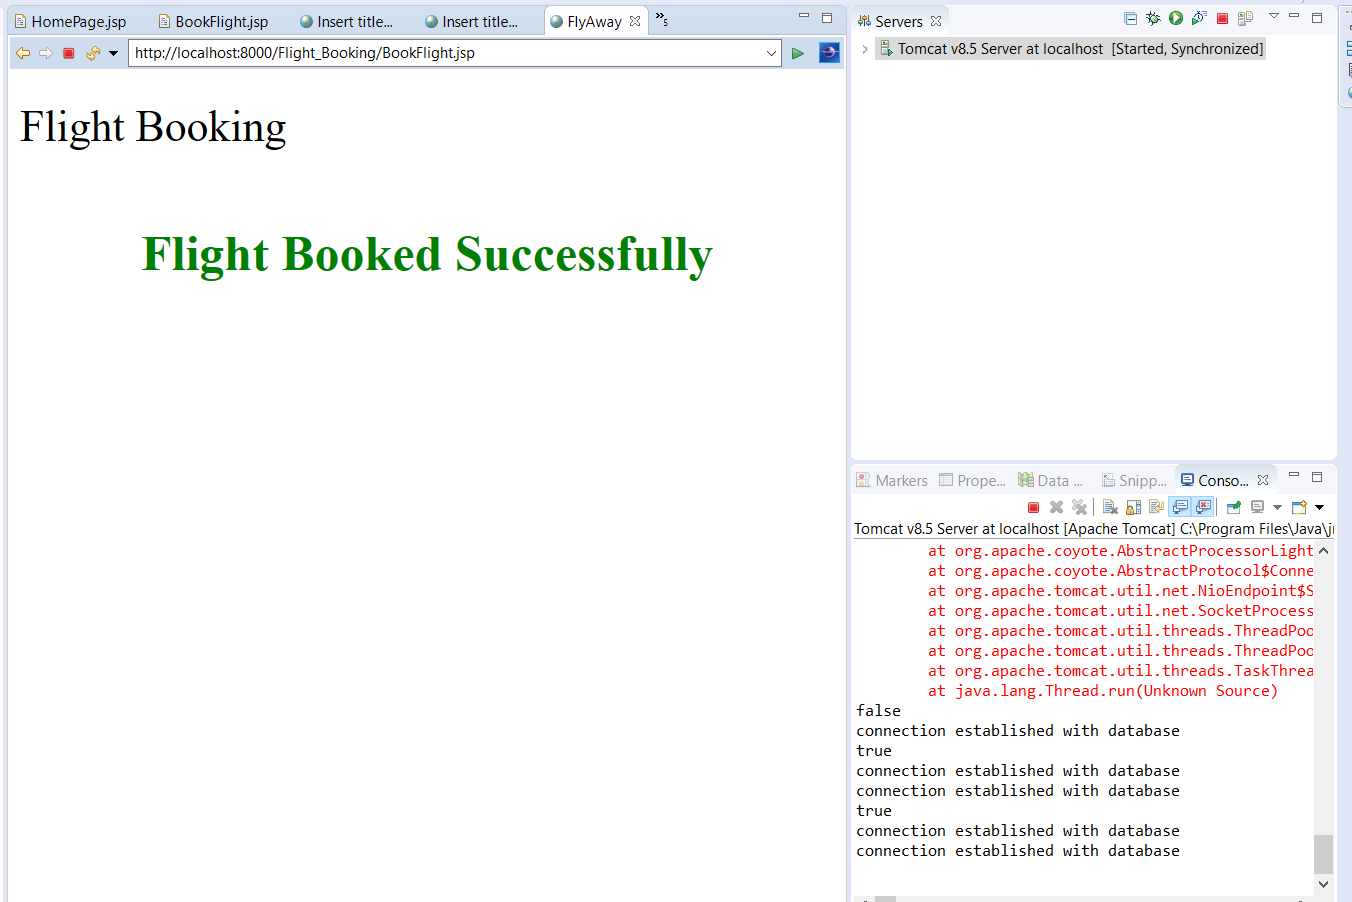 HomePage.jsp BookFlight.jsp Insert title... Insert title... FlyAway »5
http://localhost:8000/Flight_Booking/BookFlight.jsp
Flight Booking
Flight Booked Successfully
Servers
Tomcat v8.5 Server at localhost [Started, Synchronized]
Markers Prope... Data ... Snipp... Conso...
Tomcat v8.5 Server at localhost [Apache Tomcat] C:\Program Files\Java\j
at org.apache.coyote.AbstractProcessorLight
at org.apache.coyote.AbstractProtocol$Conne
at org.apache.tomcat.util.net.NioEndpoint$S
at org.apache.tomcat.util.net.SocketProcess
at org.apache.tomcat.util.threads.ThreadPoo
at org.apache.tomcat.util.threads.ThreadPoo
at org.apache.tomcat.util.threads.TaskThrea
at java.lang.Thread.run(Unknown Source)
false
connection established with database
true
connection established with database
connection established with database
true
connection established with database
connection established with database